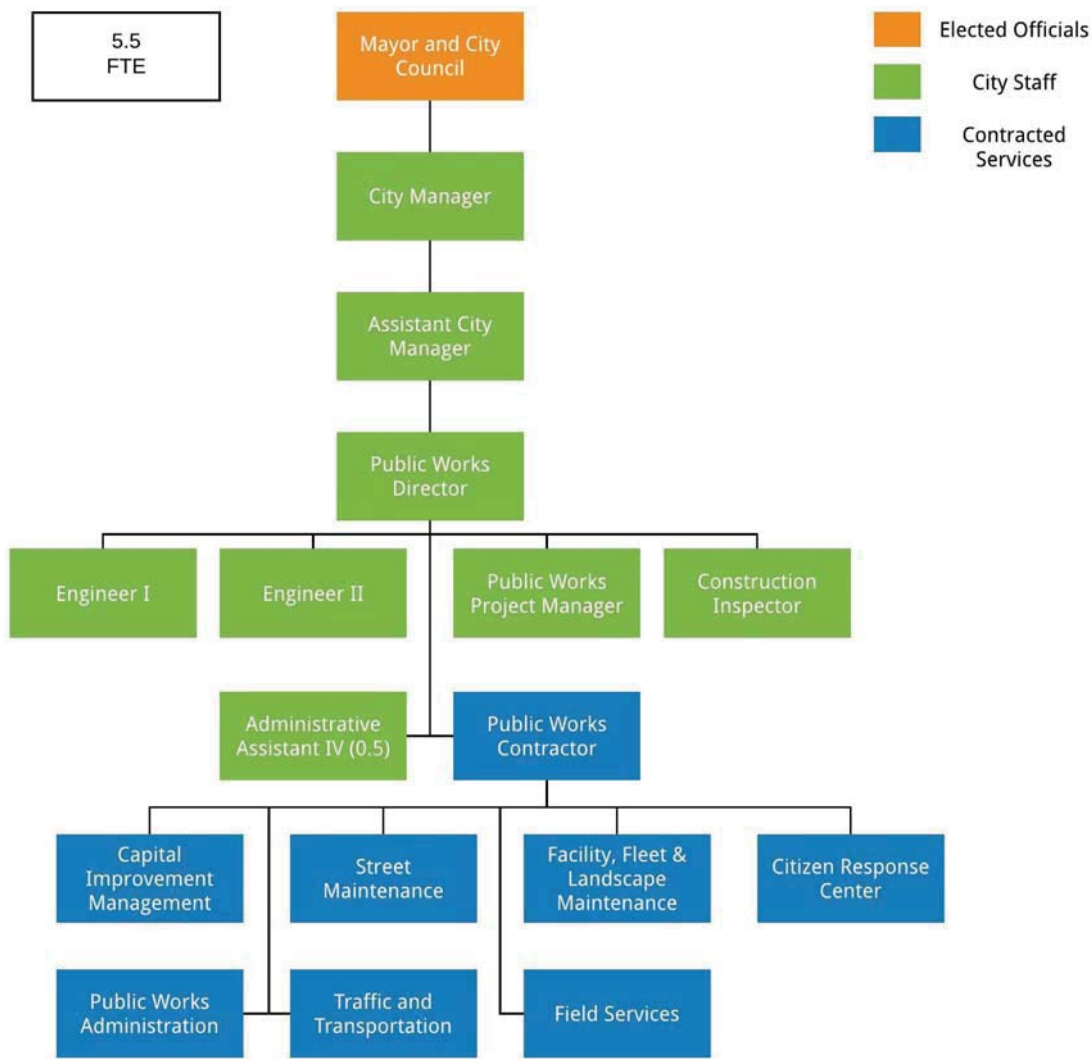 5.5
FTE
Mayor and City
Council
Elected Officials
City Staff
Contracted
Services
City Manager
Assistant City
Manager
Public Works
Director
Engineer I
Engineer II
Public Works
Project Manager
Construction
Inspector
Administrative
Assistant IV (0.5)
Public Works
Contractor
Capital
Improvement
Management
Street
Maintenance
Facility, Fleet &
Landscape
Maintenance
Citizen Response
Center
Public Works
Administration
Traffic and
Transportation
Field Services